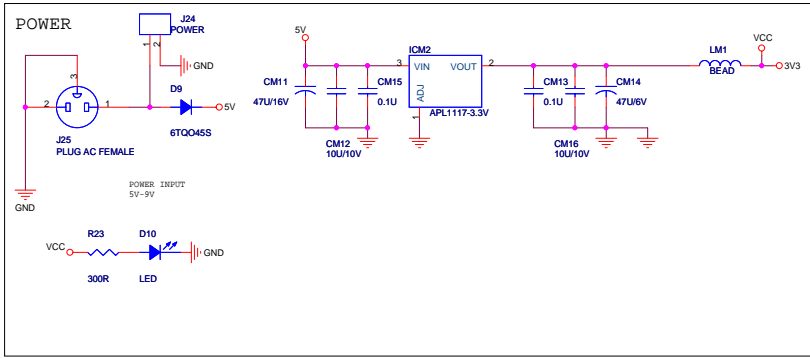 POWER
J24
POWER
1
2
GND
3
2
1
D9
5V
6TQO45S
J25
PLUG AC FEMALE
GND
POWER INPUT
5V-9V
VCC
R23
300R
D10
LED
GND
5V
CM11
47U/16V
CM15
0.1U
CM12
10U/10V
ICM2
3
VIN
VOUT
2
ADJ
1
APL1117-3.3V
CM13
0.1U
CM14
47U/6V
CM16
10U/10V
LM1
BEAD
VCC
3V3